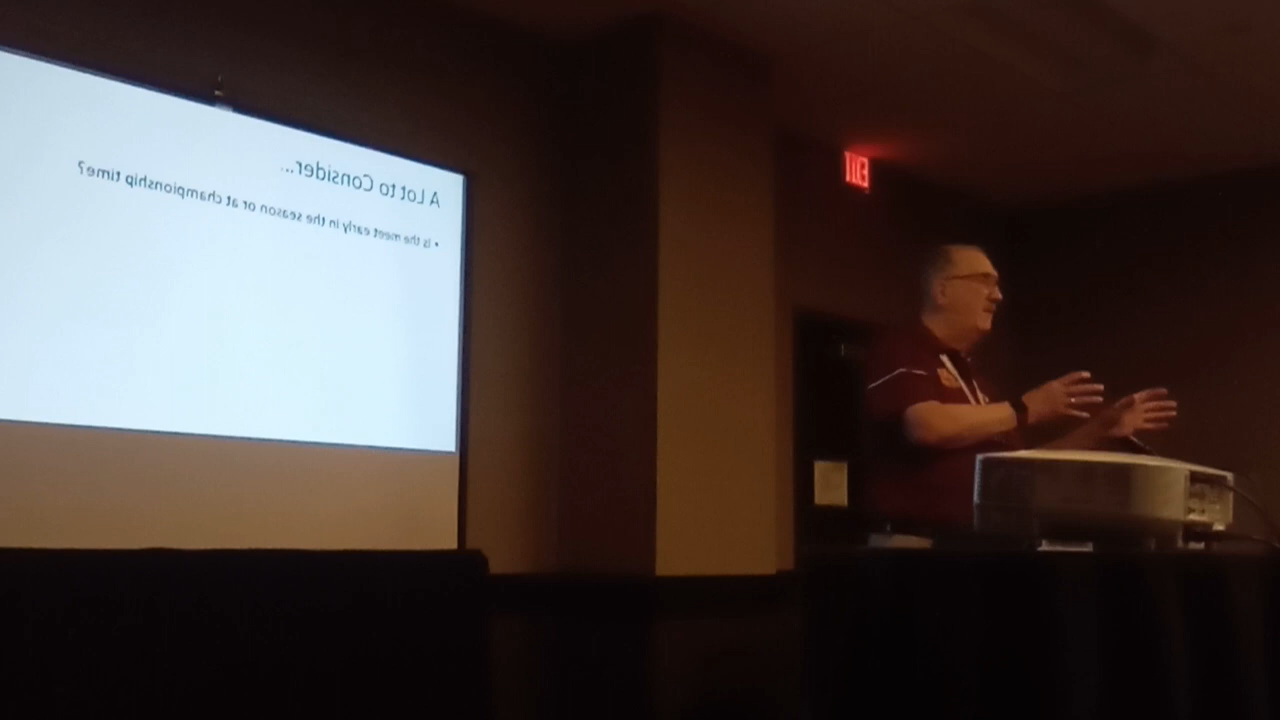 A Lot to Consider...
• Is the meet early in the season or at championship time?
EXIT